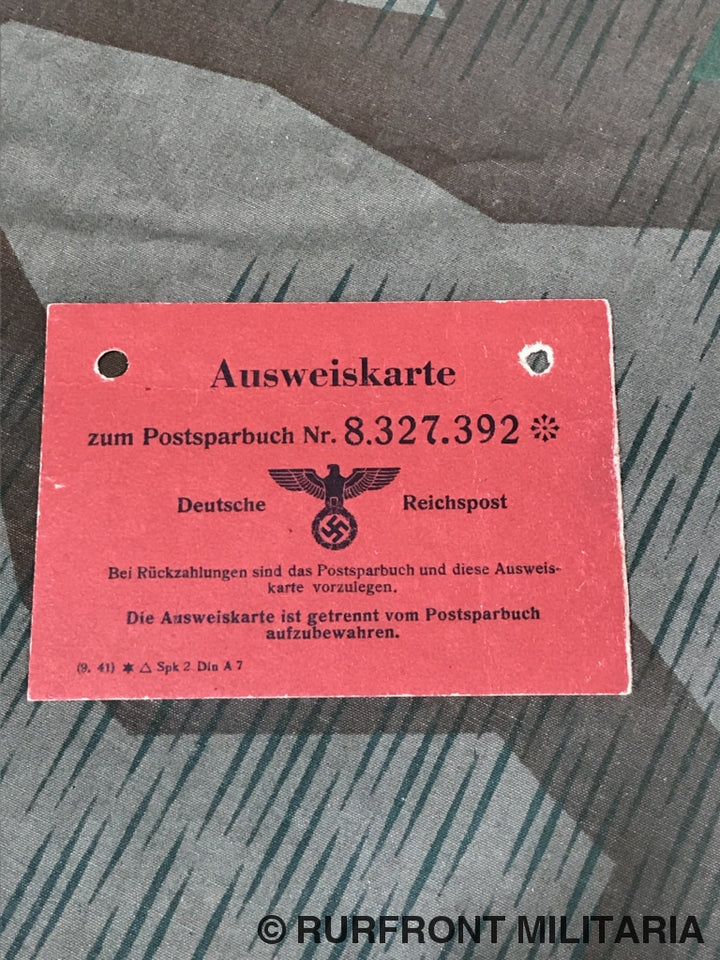 Ausweiskarte
zum Postsparbuch Nr. 8.327.392
Deutsche Reichspost
Bei Rückzahlungen sind das Postsparbuch und diese Ausweis-
karte vorzulegen.
Die Ausweiskarte ist getrennt vom Postsparbuch
aufzubewahren.
(9. 41) ✱ △ Spk 2 Din A 7
© RURFRONT MILITARIA